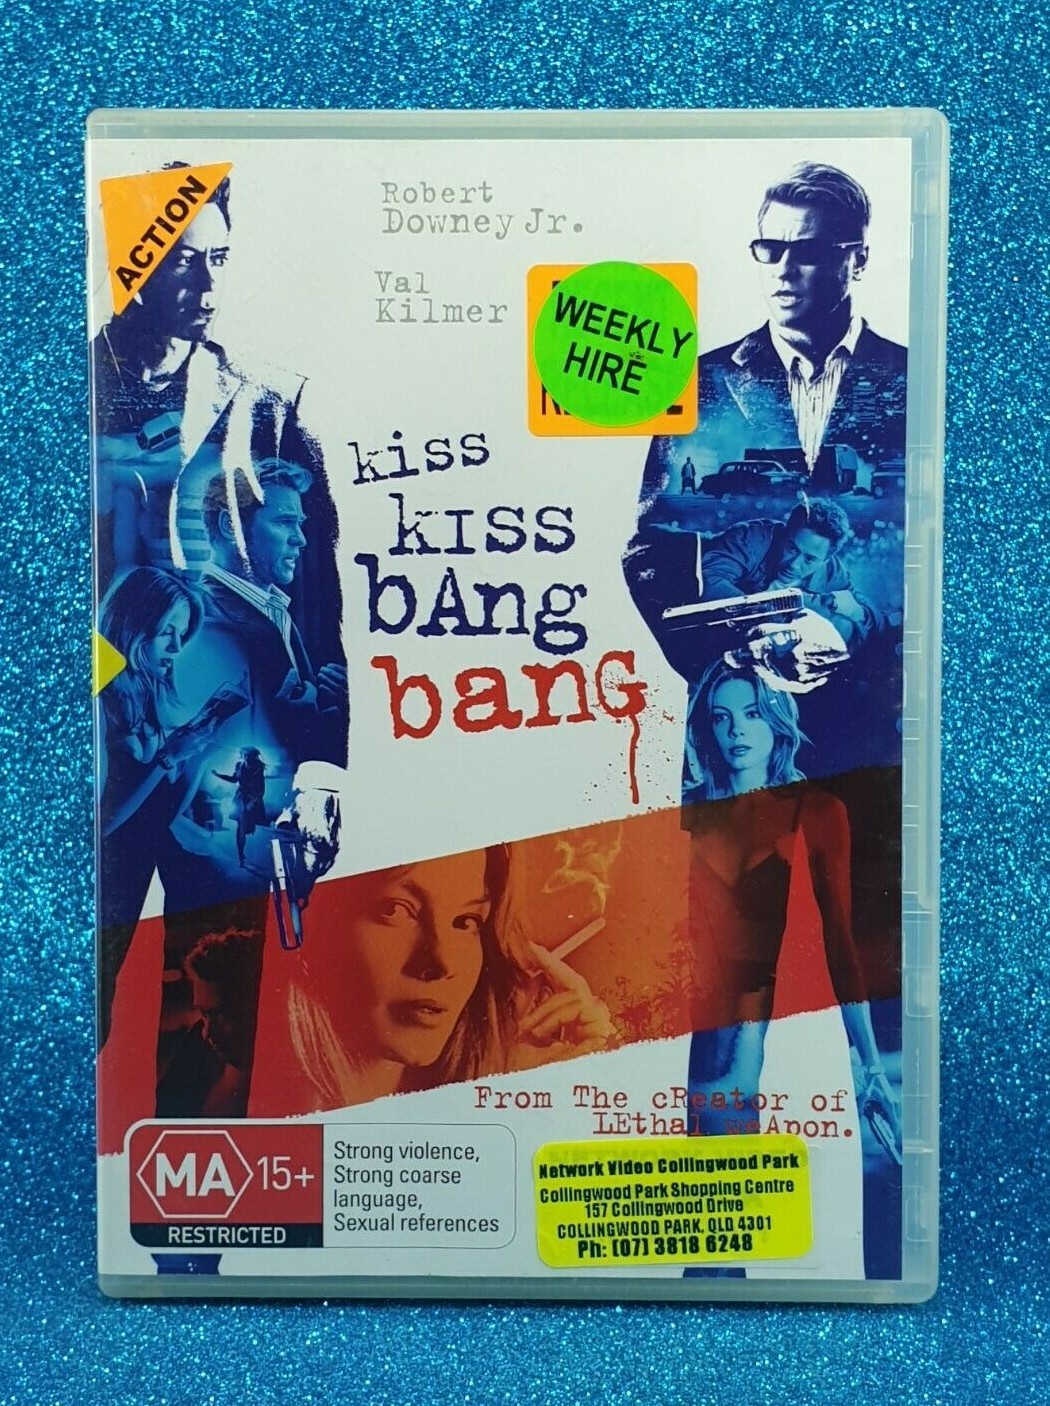 ACTION
Robert
Downey Jr.
Val
Kilmer
WEEKLY
HIRE
kiss
kIss
bAng
banG
From The cReator of
LEthal weApon.
MA 15+
RESTRICTED
Strong violence,
Strong coarse
language,
Sexual references
Network Video Collingwood Park
Collingwood Park Shopping Centre
157 Collingwood Drive
COLLINGWOOD PARK, QLD 4301
Ph: (07) 3818 6248